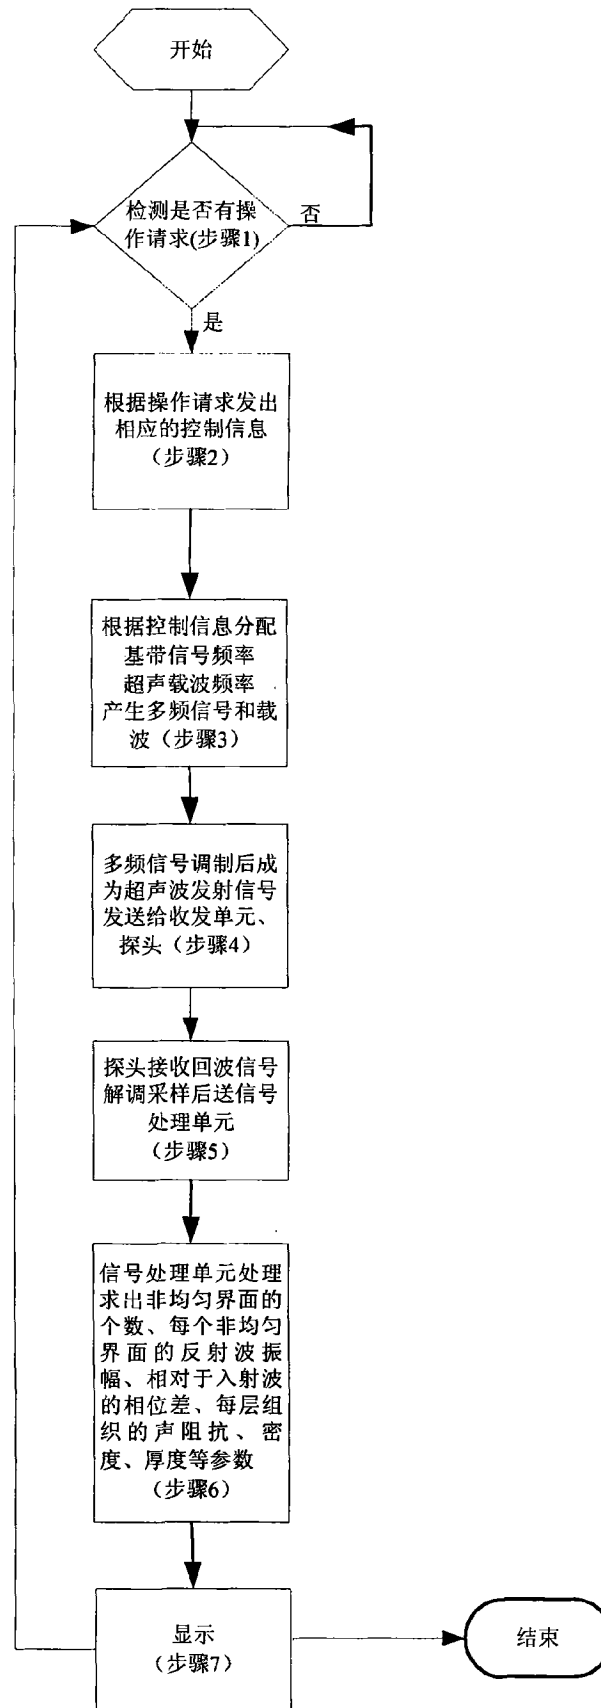 开始
检测是否有操
作请求(步骤1)
否
是
根据操作请求发出
相应的控制信息
（步骤2）
根据控制信息分配
基带信号频率
超声载波频率
产生多频信号和载
波（步骤3）
多频信号调制后成
为超声波发射信号
发送给收发单元、
探头（步骤4）
探头接收回波信号
解调采样后送信号
处理单元
（步骤5）
信号处理单元处理
求出非均匀界面的
个数、每个非均匀
界面的反射波振
幅、相对于入射波
的相位差、每层组
织的声阻抗、密
度、厚度等参数
（步骤6）
显示
（步骤7）
结束